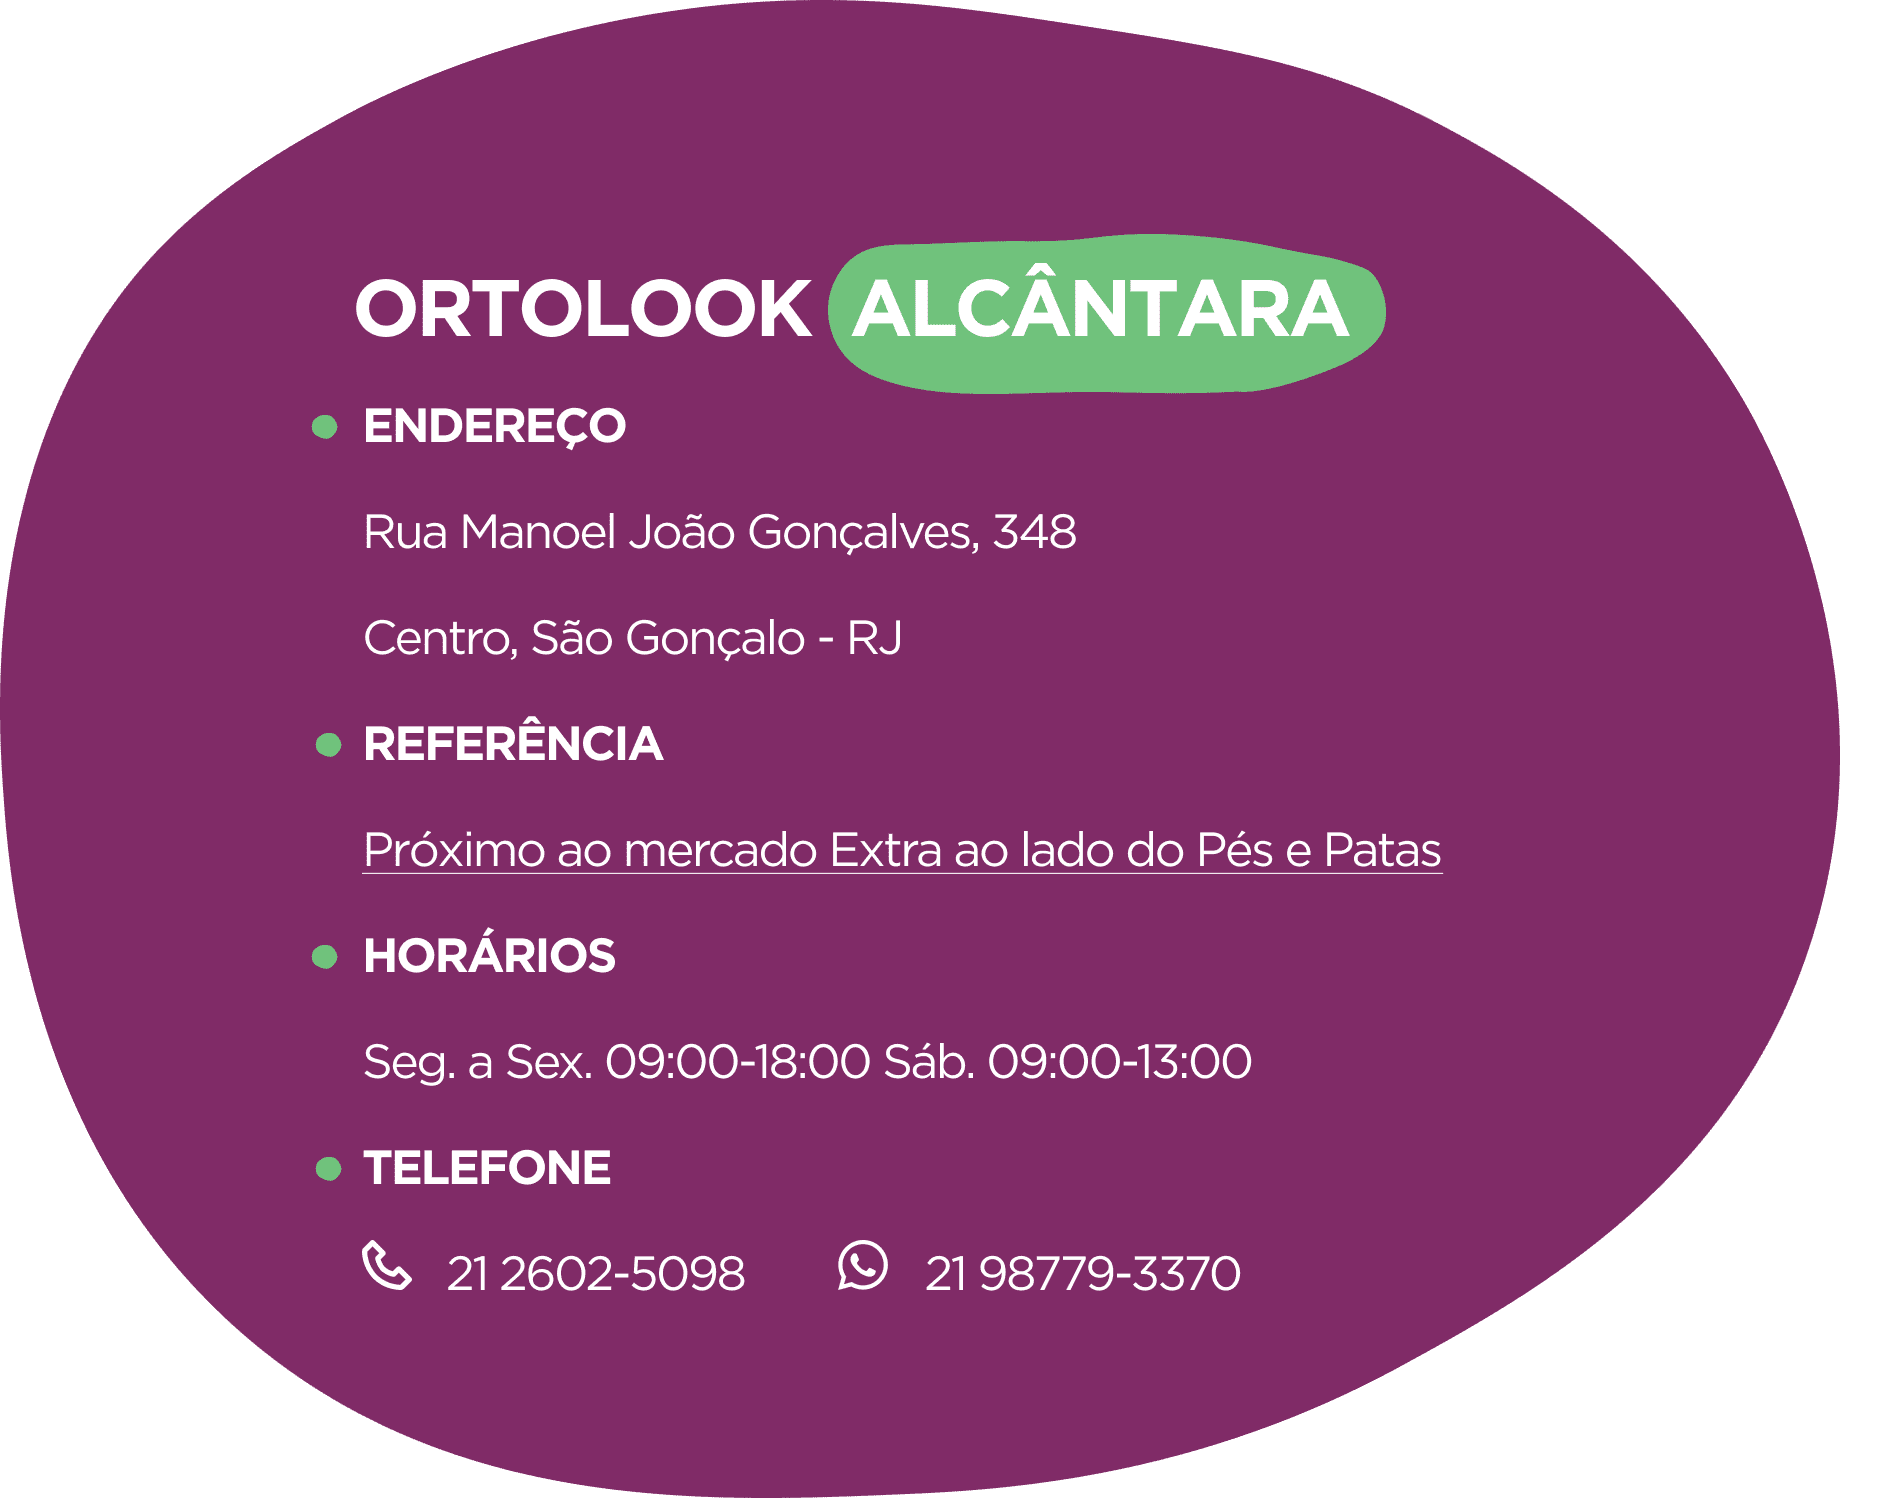 ORTOLOOK ALCÂNTARA
ENDEREÇO
Rua Manoel João Gonçalves, 348
Centro, São Gonçalo - RJ
REFERÊNCIA
Próximo ao mercado Extra ao lado do Pés e Patas
HORÁRIOS
Seg. a Sex. 09:00-18:00 Sáb. 09:00-13:00
TELEFONE
21 2602-5098 21 98779-3370